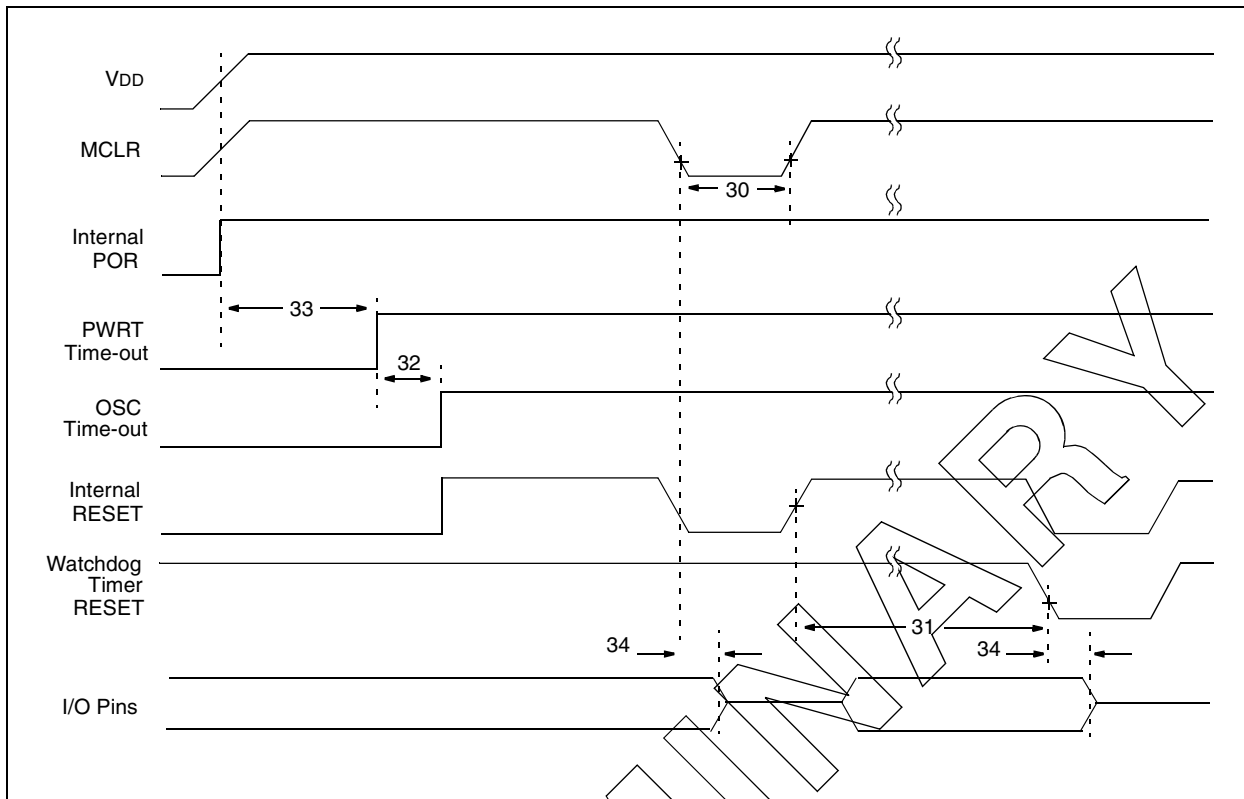 VDD
MCLR
30
Internal
POR
33
PWRT
Time-out
32
OSC
Time-out
Internal
RESET
Watchdog
Timer
RESET
31
34
34
I/O Pins
INARY